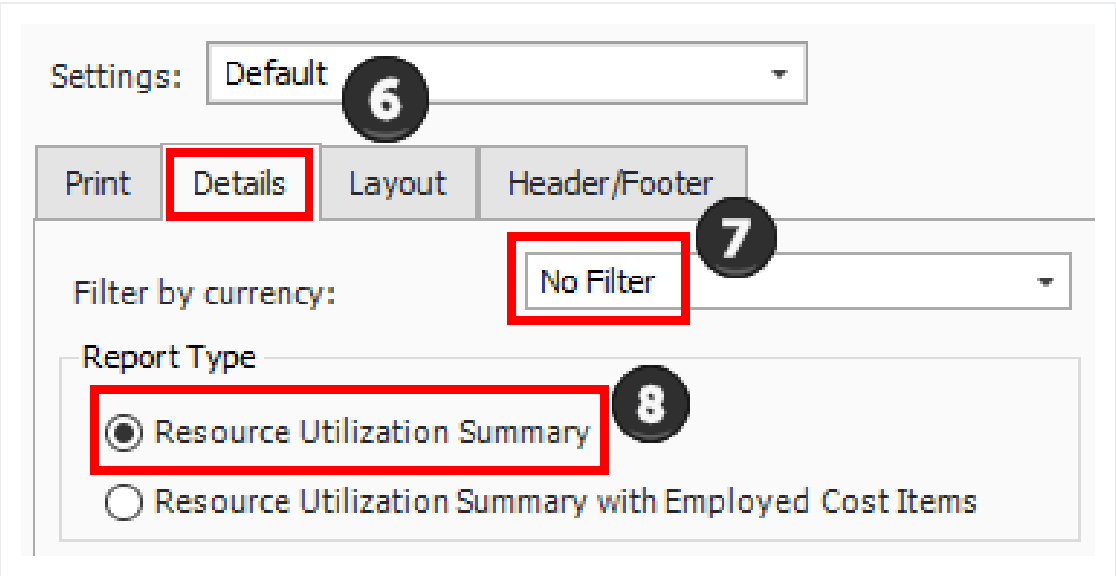 Settings: Default
6
Print Details Layout Header/Footer
7
Filter by currency: No Filter
Report Type
8
Resource Utilization Summary
Resource Utilization Summary with Employed Cost Items